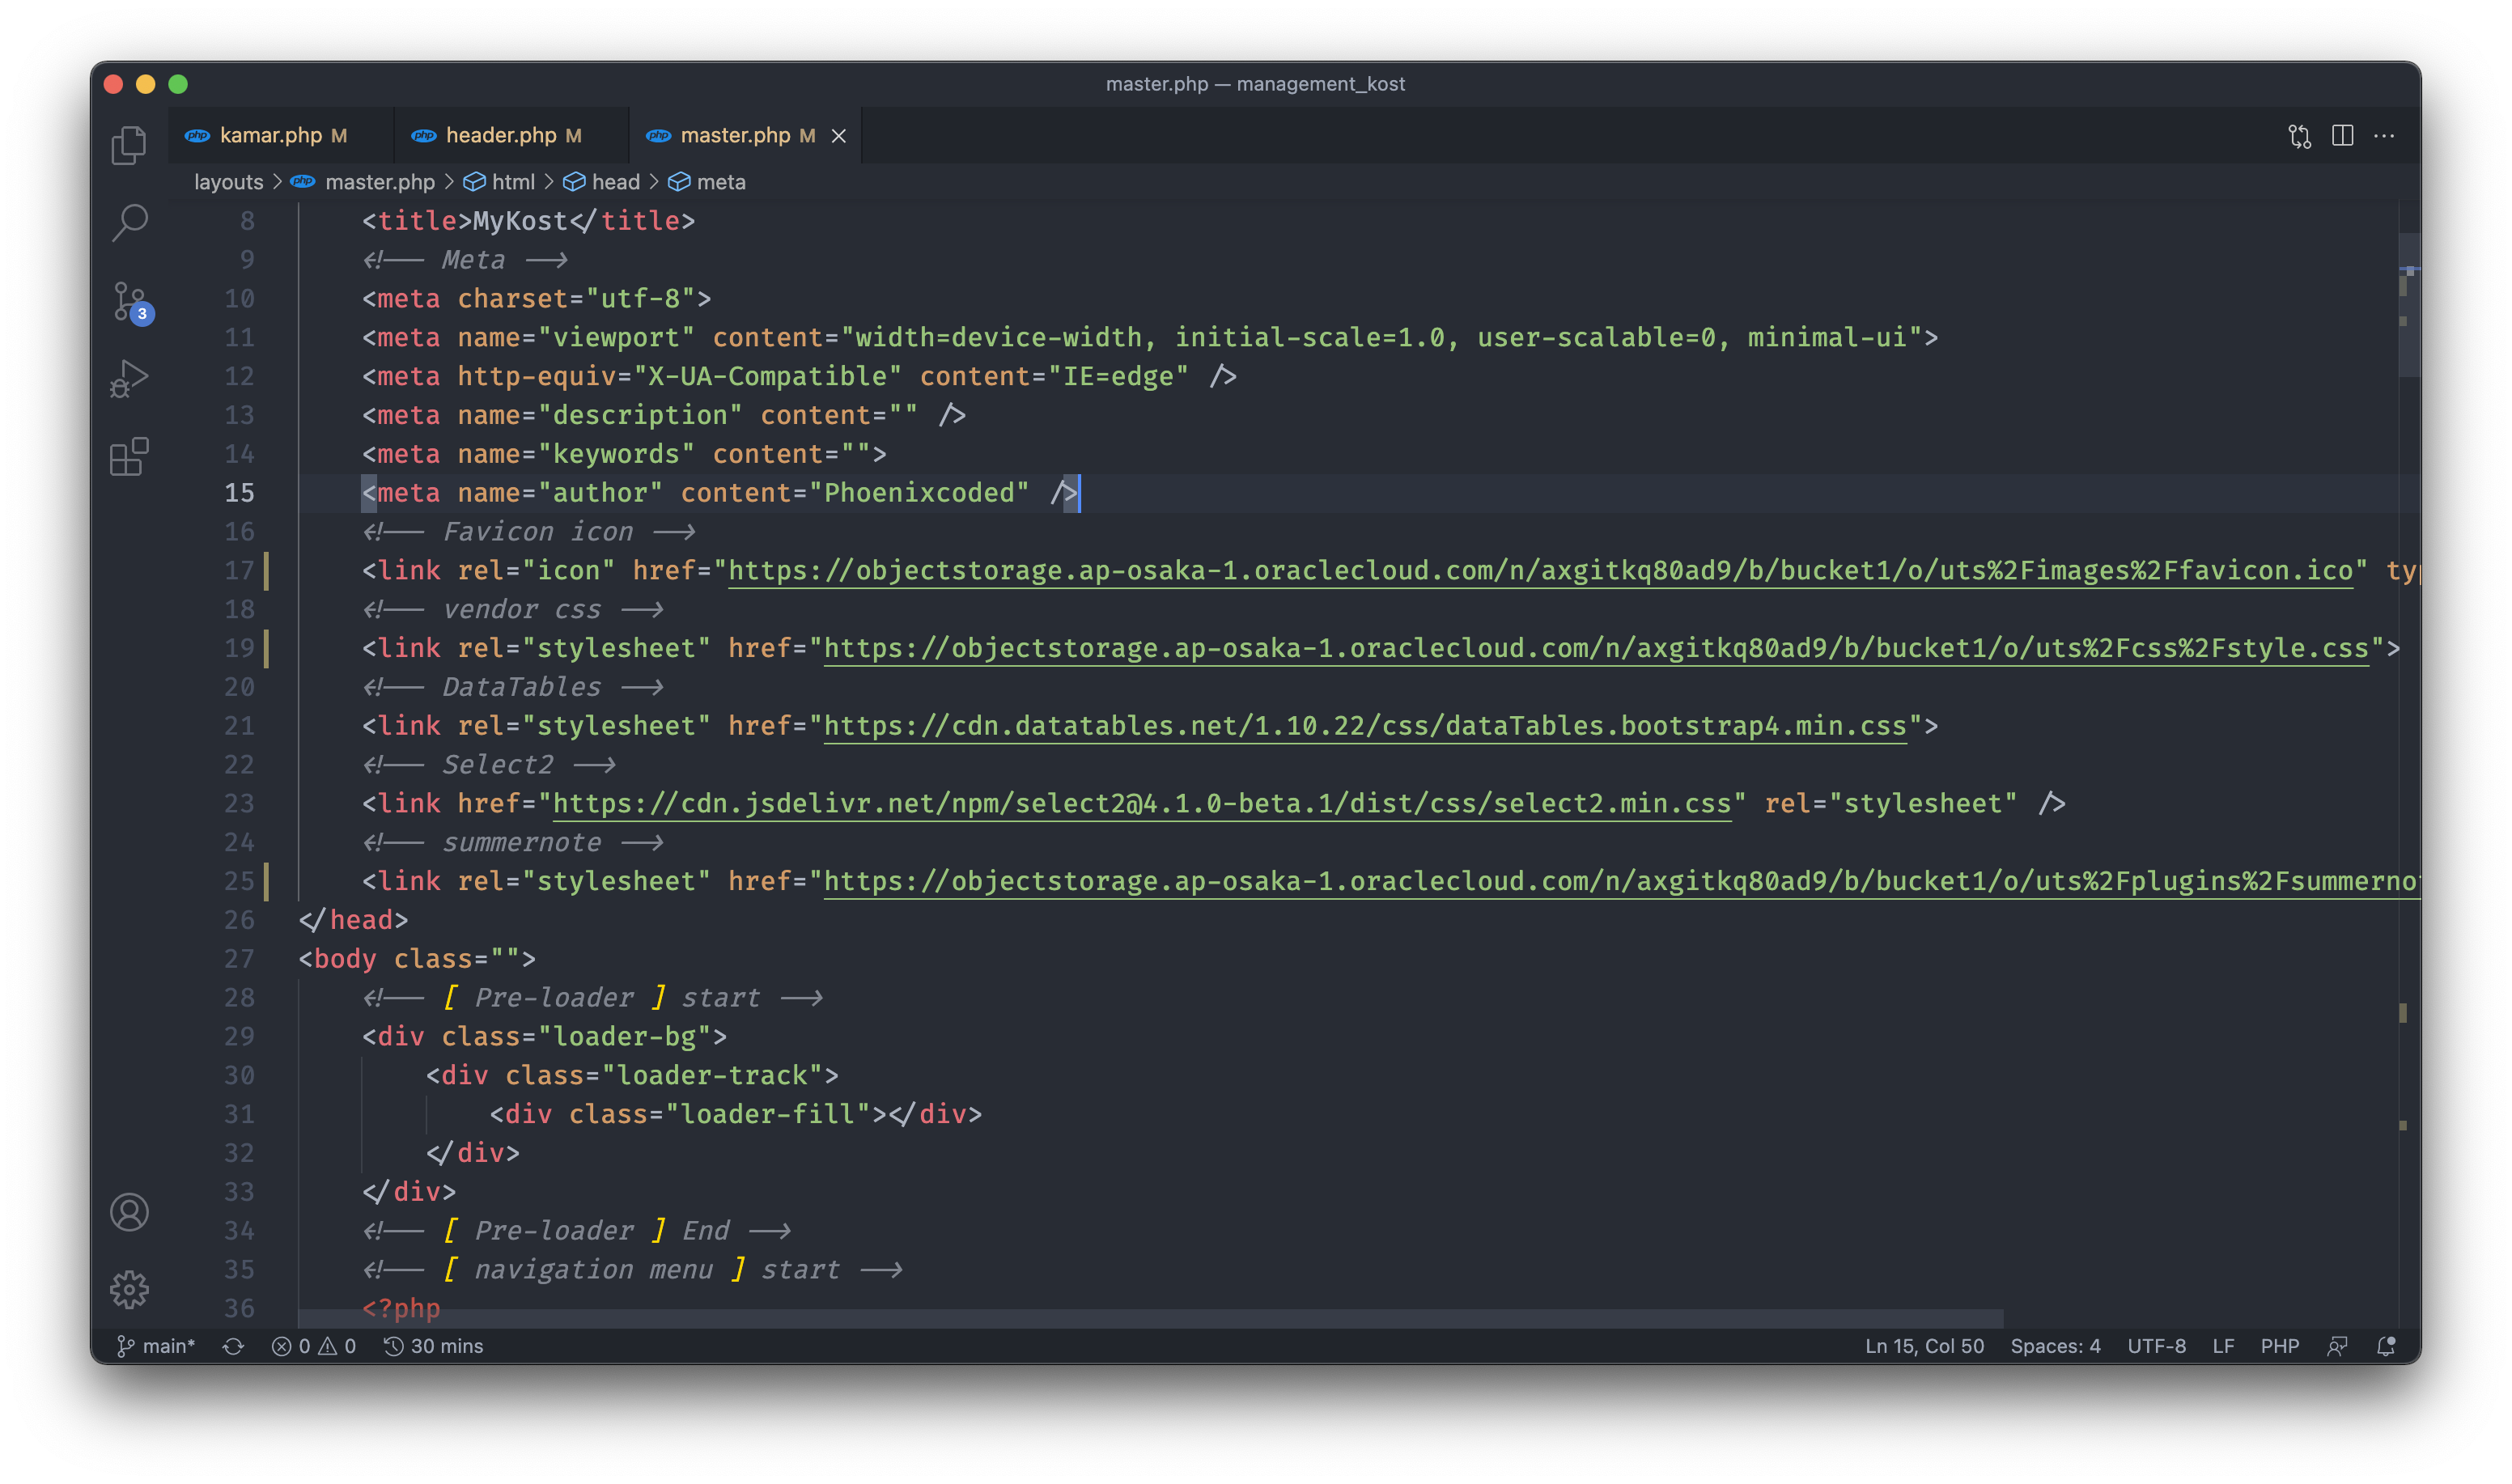 master.php — management_kost
php kamar.php M php header.php M php master.php M
layouts > php master.php > html > head > meta
8 <title>MyKost</title>
9 <!-- Meta -->
10 <meta charset="utf-8">
11 <meta name="viewport" content="width=device-width, initial-scale=1.0, user-scalable=0, minimal-ui">
12 <meta http-equiv="X-UA-Compatible" content="IE=edge" />
13 <meta name="description" content="" />
14 <meta name="keywords" content="">
15 <meta name="author" content="Phoenixcoded" />
16 <!-- Favicon icon -->
17 <link rel="icon" href="https://objectstorage.ap-osaka-1.oraclecloud.com/n/axgitkq80ad9/b/bucket1/o/uts%2Fimages%2Ffavicon.ico" typ
18 <!-- vendor css -->
19 <link rel="stylesheet" href="https://objectstorage.ap-osaka-1.oraclecloud.com/n/axgitkq80ad9/b/bucket1/o/uts%2Fcss%2Fstyle.css">
20 <!-- DataTables -->
21 <link rel="stylesheet" href="https://cdn.datatables.net/1.10.22/css/dataTables.bootstrap4.min.css">
22 <!-- Select2 -->
23 <link href="https://cdn.jsdelivr.net/npm/select2@4.1.0-beta.1/dist/css/select2.min.css" rel="stylesheet" />
24 <!-- summernote -->
25 <link rel="stylesheet" href="https://objectstorage.ap-osaka-1.oraclecloud.com/n/axgitkq80ad9/b/bucket1/o/uts%2Fplugins%2Fsummerno
26 </head>
27 <body class="">
28 <!-- [ Pre-loader ] start -->
29 <div class="loader-bg">
30 <div class="loader-track">
31 <div class="loader-fill"></div>
32 </div>
33 </div>
34 <!-- [ Pre-loader ] End -->
35 <!-- [ navigation menu ] start -->
36 <?php
3
main* 0 0 30 mins Ln 15, Col 50 Spaces: 4 UTF-8 LF PHP